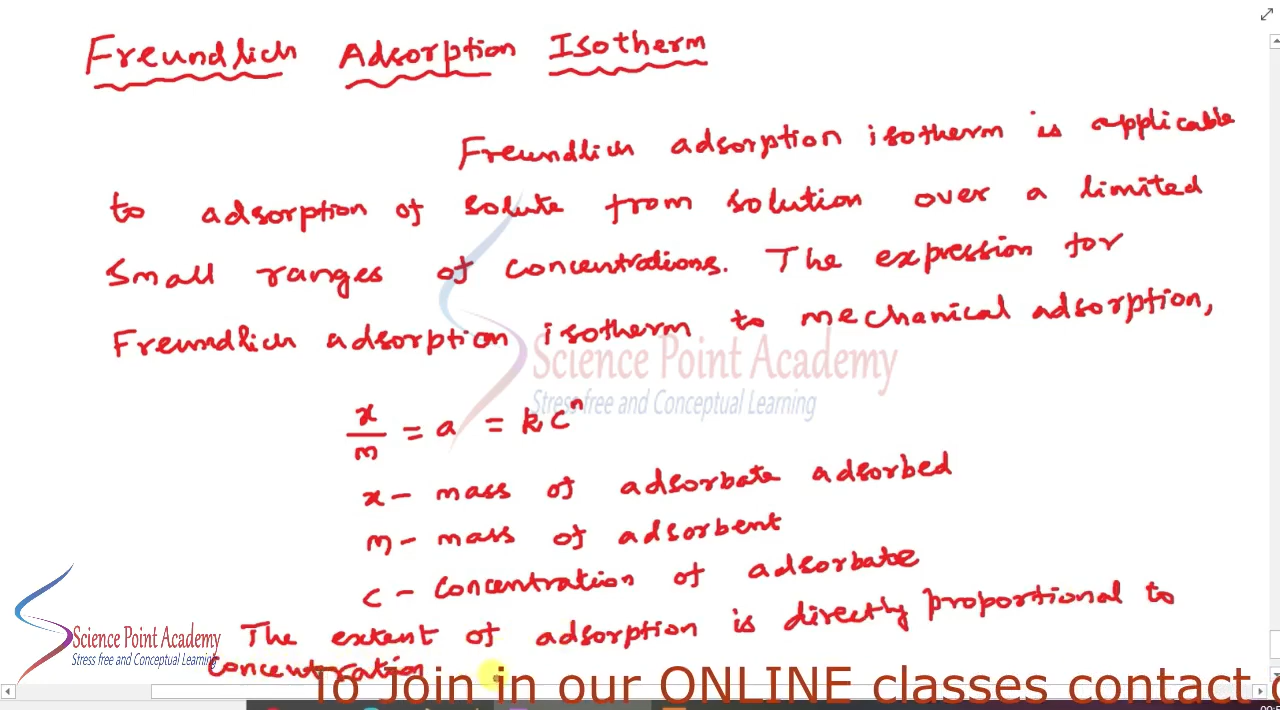 Freundlich Adsorption Isotherm
Freundlich adsorption isotherm is applicable
to adsorption of solute from solution over a limited
small ranges of concentrations. The expression for
Freundlich adsorption isotherm to mechanical adsorption,
Science Point Academy
Stress free and Conceptual Learning
x/m = a = k c^n
x - mass of adsorbate adsorbed
m - mass of adsorbent
c - concentration of adsorbate
The extent of adsorption is directly proportional to
concentration
Science Point Academy
Stress free and Conceptual Learning
To Join in our ONLINE classes contact